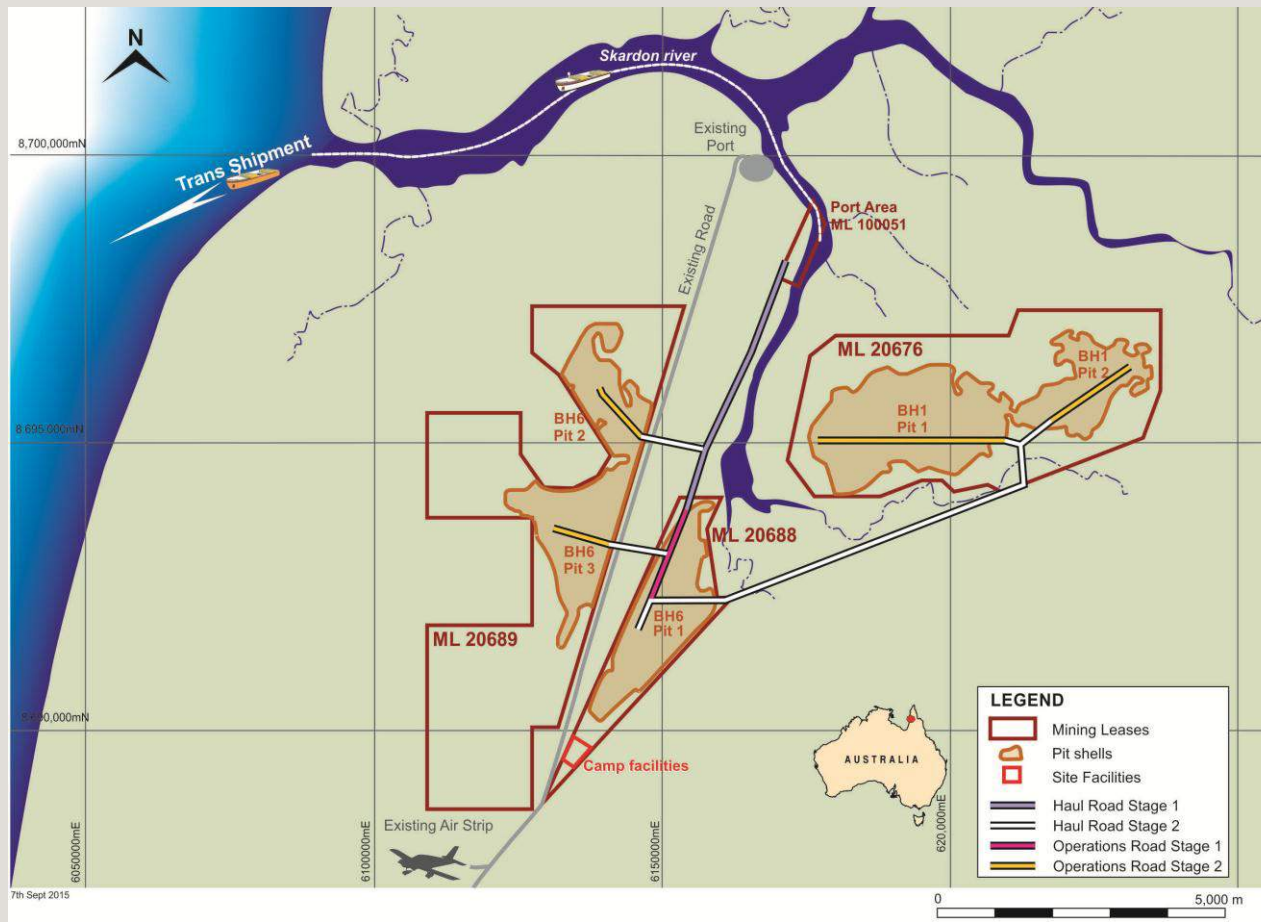 N
Skardon river
Existing
Port
8,700,000mN
Trans Shipment
Existing Road
Port Area
ML 100051
ML 20676
BH1
Pit 2
BH1
Pit 1
BH6
Pit 2
8 695 000mN
BH6
Pit 3
ML 20688
BH6
Pit 1
ML 20689
8,690,000mN
Camp facilities
Existing Air Strip
6050000mE
6100000mE
6150000mE
620,000mE
AUSTRALIA
LEGEND
Mining Leases
Pit shells
Site Facilities
Haul Road Stage 1
Haul Road Stage 2
Operations Road Stage 1
Operations Road Stage 2
7th Sept 2015
0 5,000 m